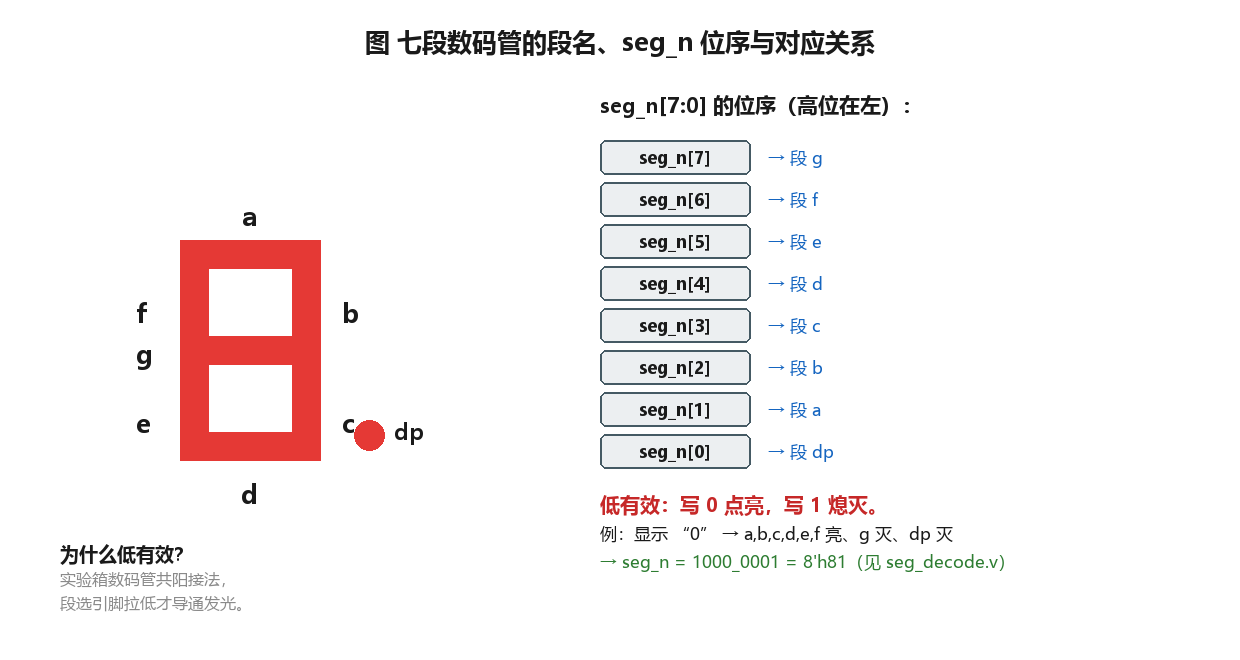 图 七段数码管的段名、seg_n 位序与对应关系
seg_n[7:0] 的位序（高位在左）:
seg_n[7] → 段 g
seg_n[6] → 段 f
seg_n[5] → 段 e
seg_n[4] → 段 d
seg_n[3] → 段 c
seg_n[2] → 段 b
seg_n[1] → 段 a
seg_n[0] → 段 dp
a
f
b
g
e
c
dp
d
低有效：写 0 点亮，写 1 熄灭。
例：显示 “0” → a,b,c,d,e,f 亮、g 灭、dp 灭
→ seg_n = 1000_0001 = 8'h81（见 seg_decode.v）
为什么低有效?
实验箱数码管共阳接法，
段选引脚拉低才导通发光。